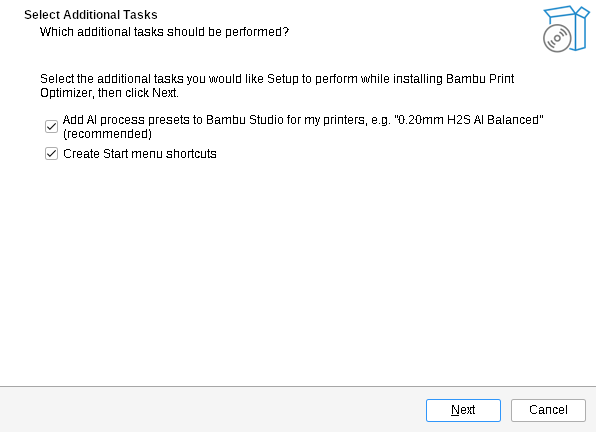 Select Additional Tasks
Which additional tasks should be performed?
Select the additional tasks you would like Setup to perform while installing Bambu Print
Optimizer, then click Next.
Add AI process presets to Bambu Studio for my printers, e.g. "0.20mm H2S AI Balanced"
(recommended)
Create Start menu shortcuts
Next
Cancel